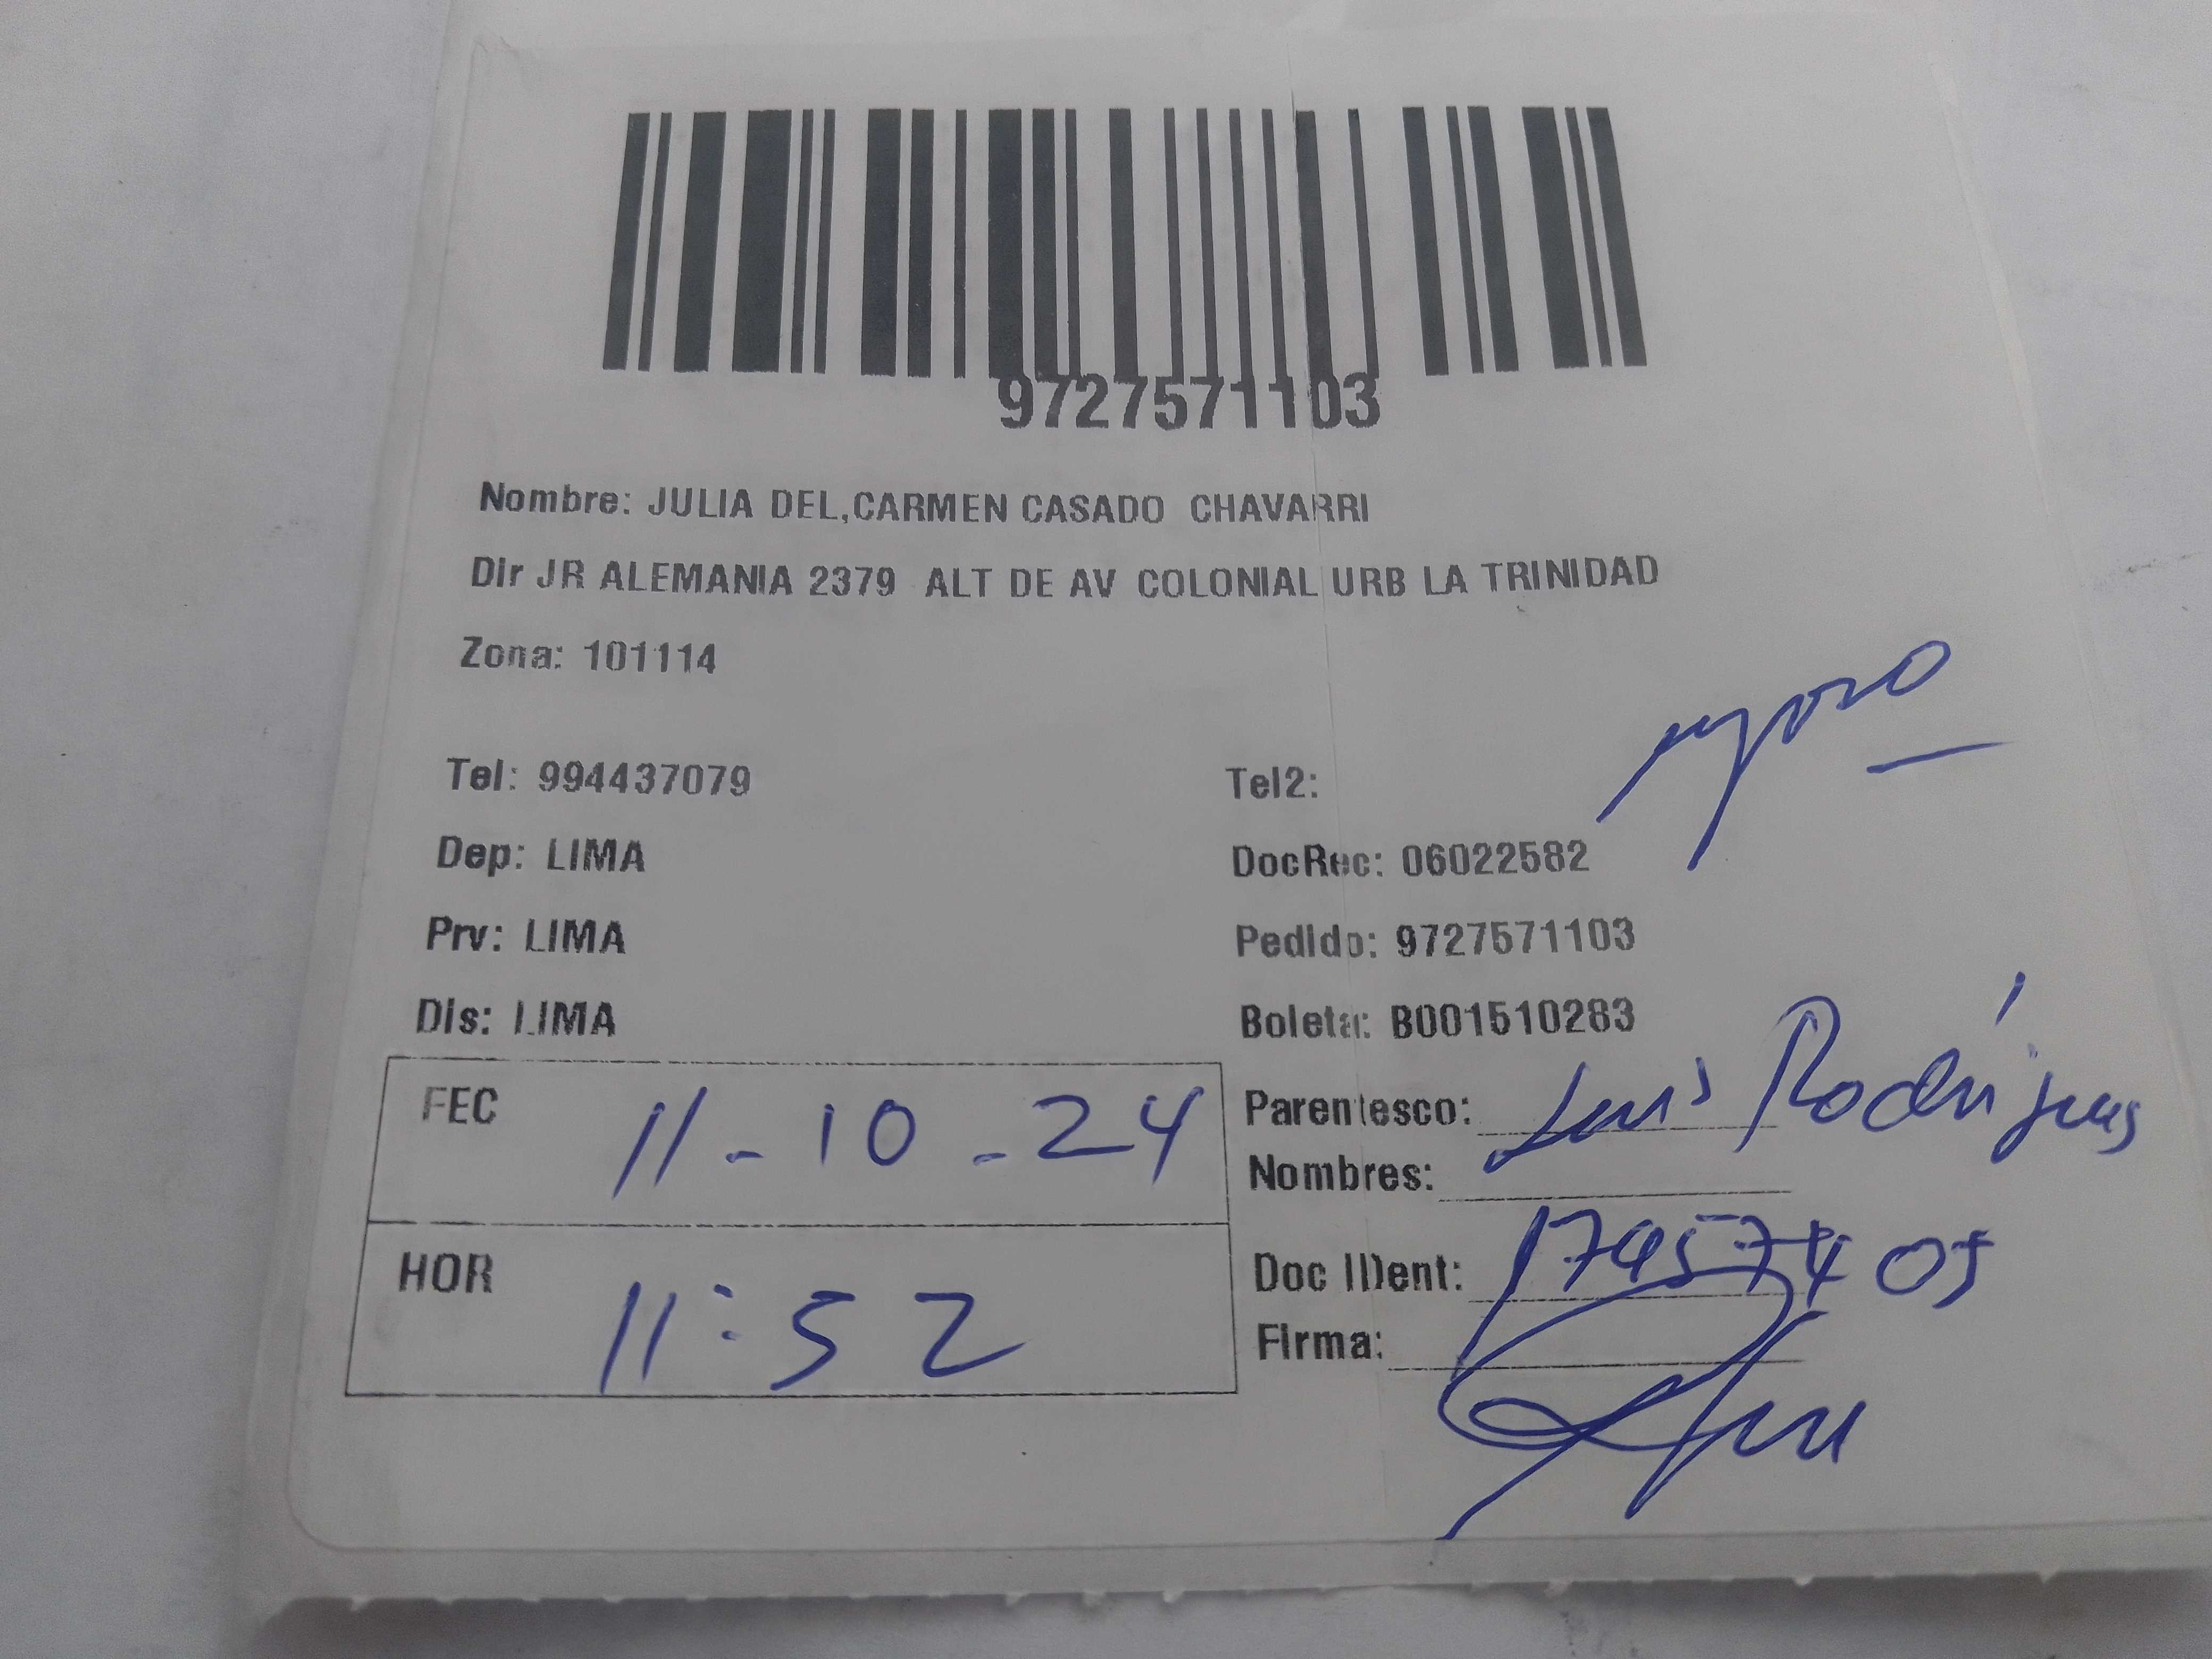 9727571103
Nombre: JULIA DEL,CARMEN CASADO CHAVARRI
Dir JR ALEMANIA 2379 ALT DE AV COLONIAL URB LA TRINIDAD
Zona: 101114
Tel: 994437079 Tel2:
Dep: LIMA DocRec: 06022582
Prv: LIMA Pedido: 9727571103
Dis: LIMA Boleta: B001510283
FEC 11-10-24 Parentesco: Luis Rodríguez
Nombres:
HOR 11:52 Doc IDent:
Firma: